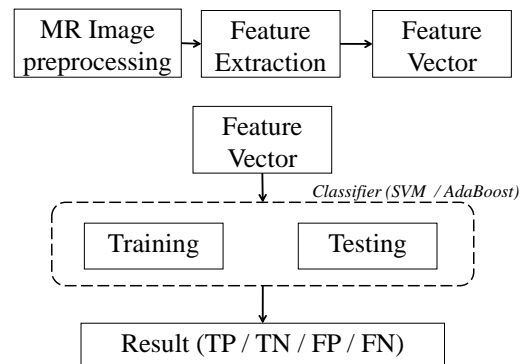 MR Image
preprocessing
Feature
Extraction
Feature
Vector
Feature
Vector
Classifier (SVM / AdaBoost)
Training
Testing
Result (TP / TN / FP / FN)